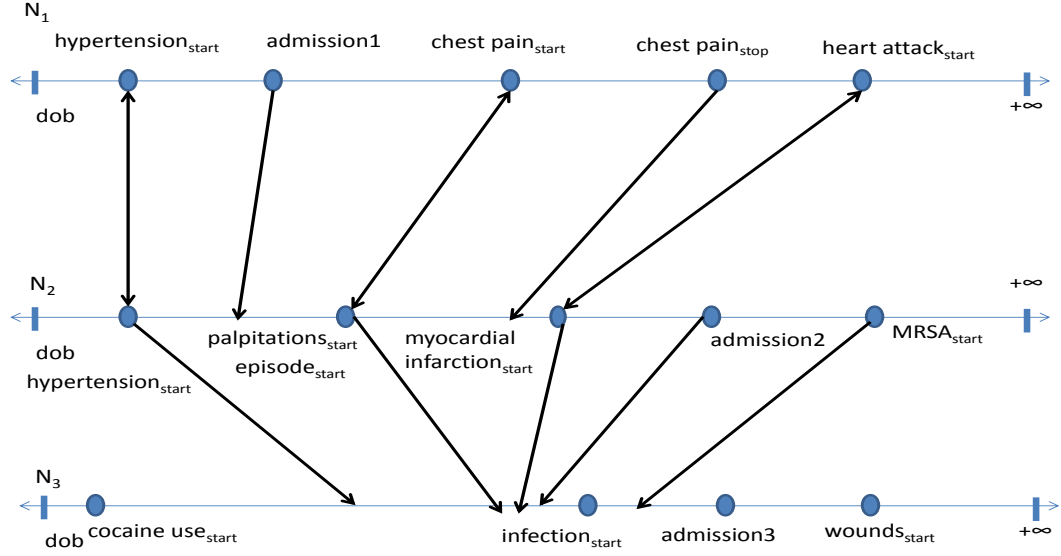 N1
hypertensionstart admission1 chest painstart chest painstop heart attackstart
dob +∞
N2 +∞
palpitationsstart myocardial admission2 MRSAstart
dob episodestart infarctionstart
hypertensionstart
N3
dob cocaine usestart infectionstart admission3 woundsstart +∞